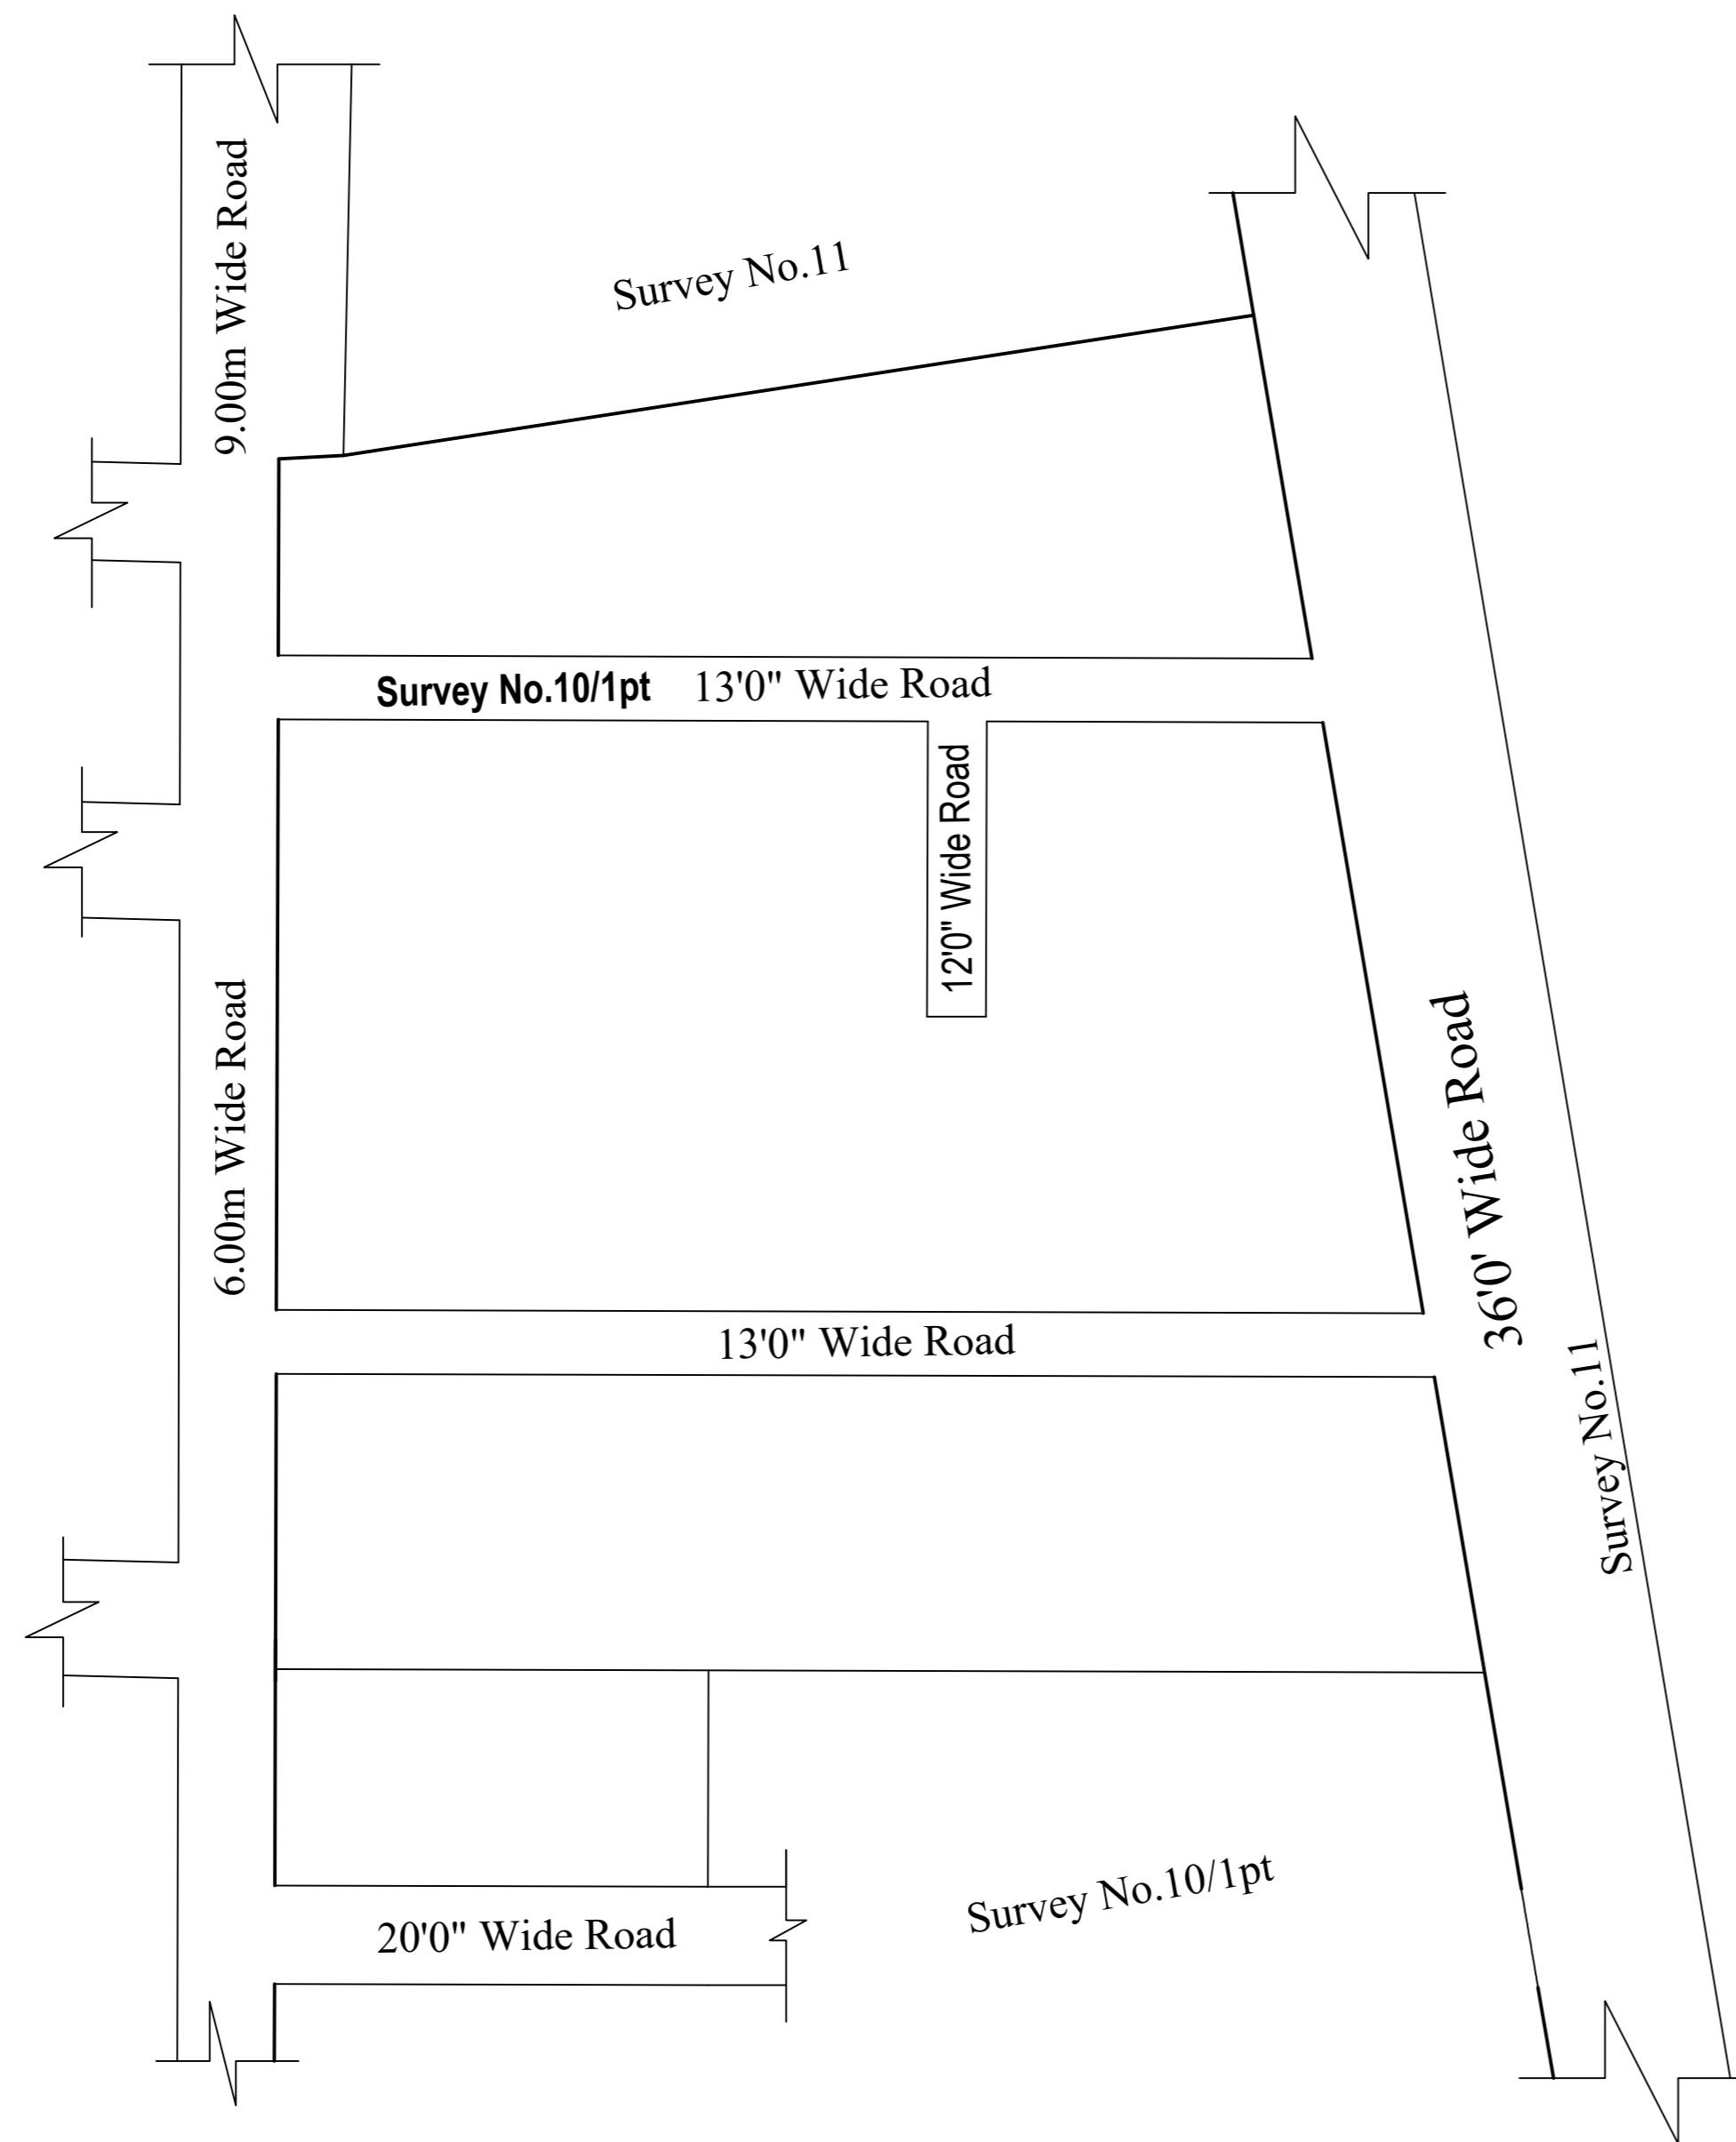 9.00m Wide Road
Survey No.11
Survey No.10/1pt
13'0" Wide Road
12'0" Wide Road
6.00m Wide Road
36'0' Wide Road
13'0" Wide Road
Survey No.11
Survey No.10/1pt
20'0" Wide Road